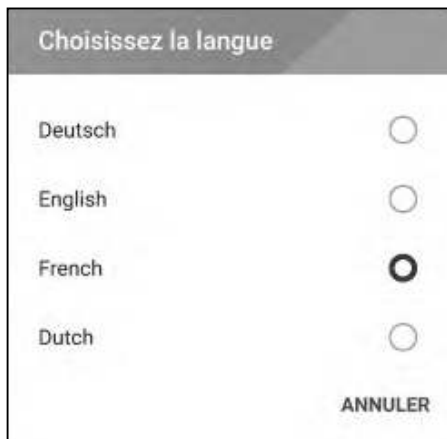 Choisissez la langue
Deutsch
English
French
Dutch
ANNULER